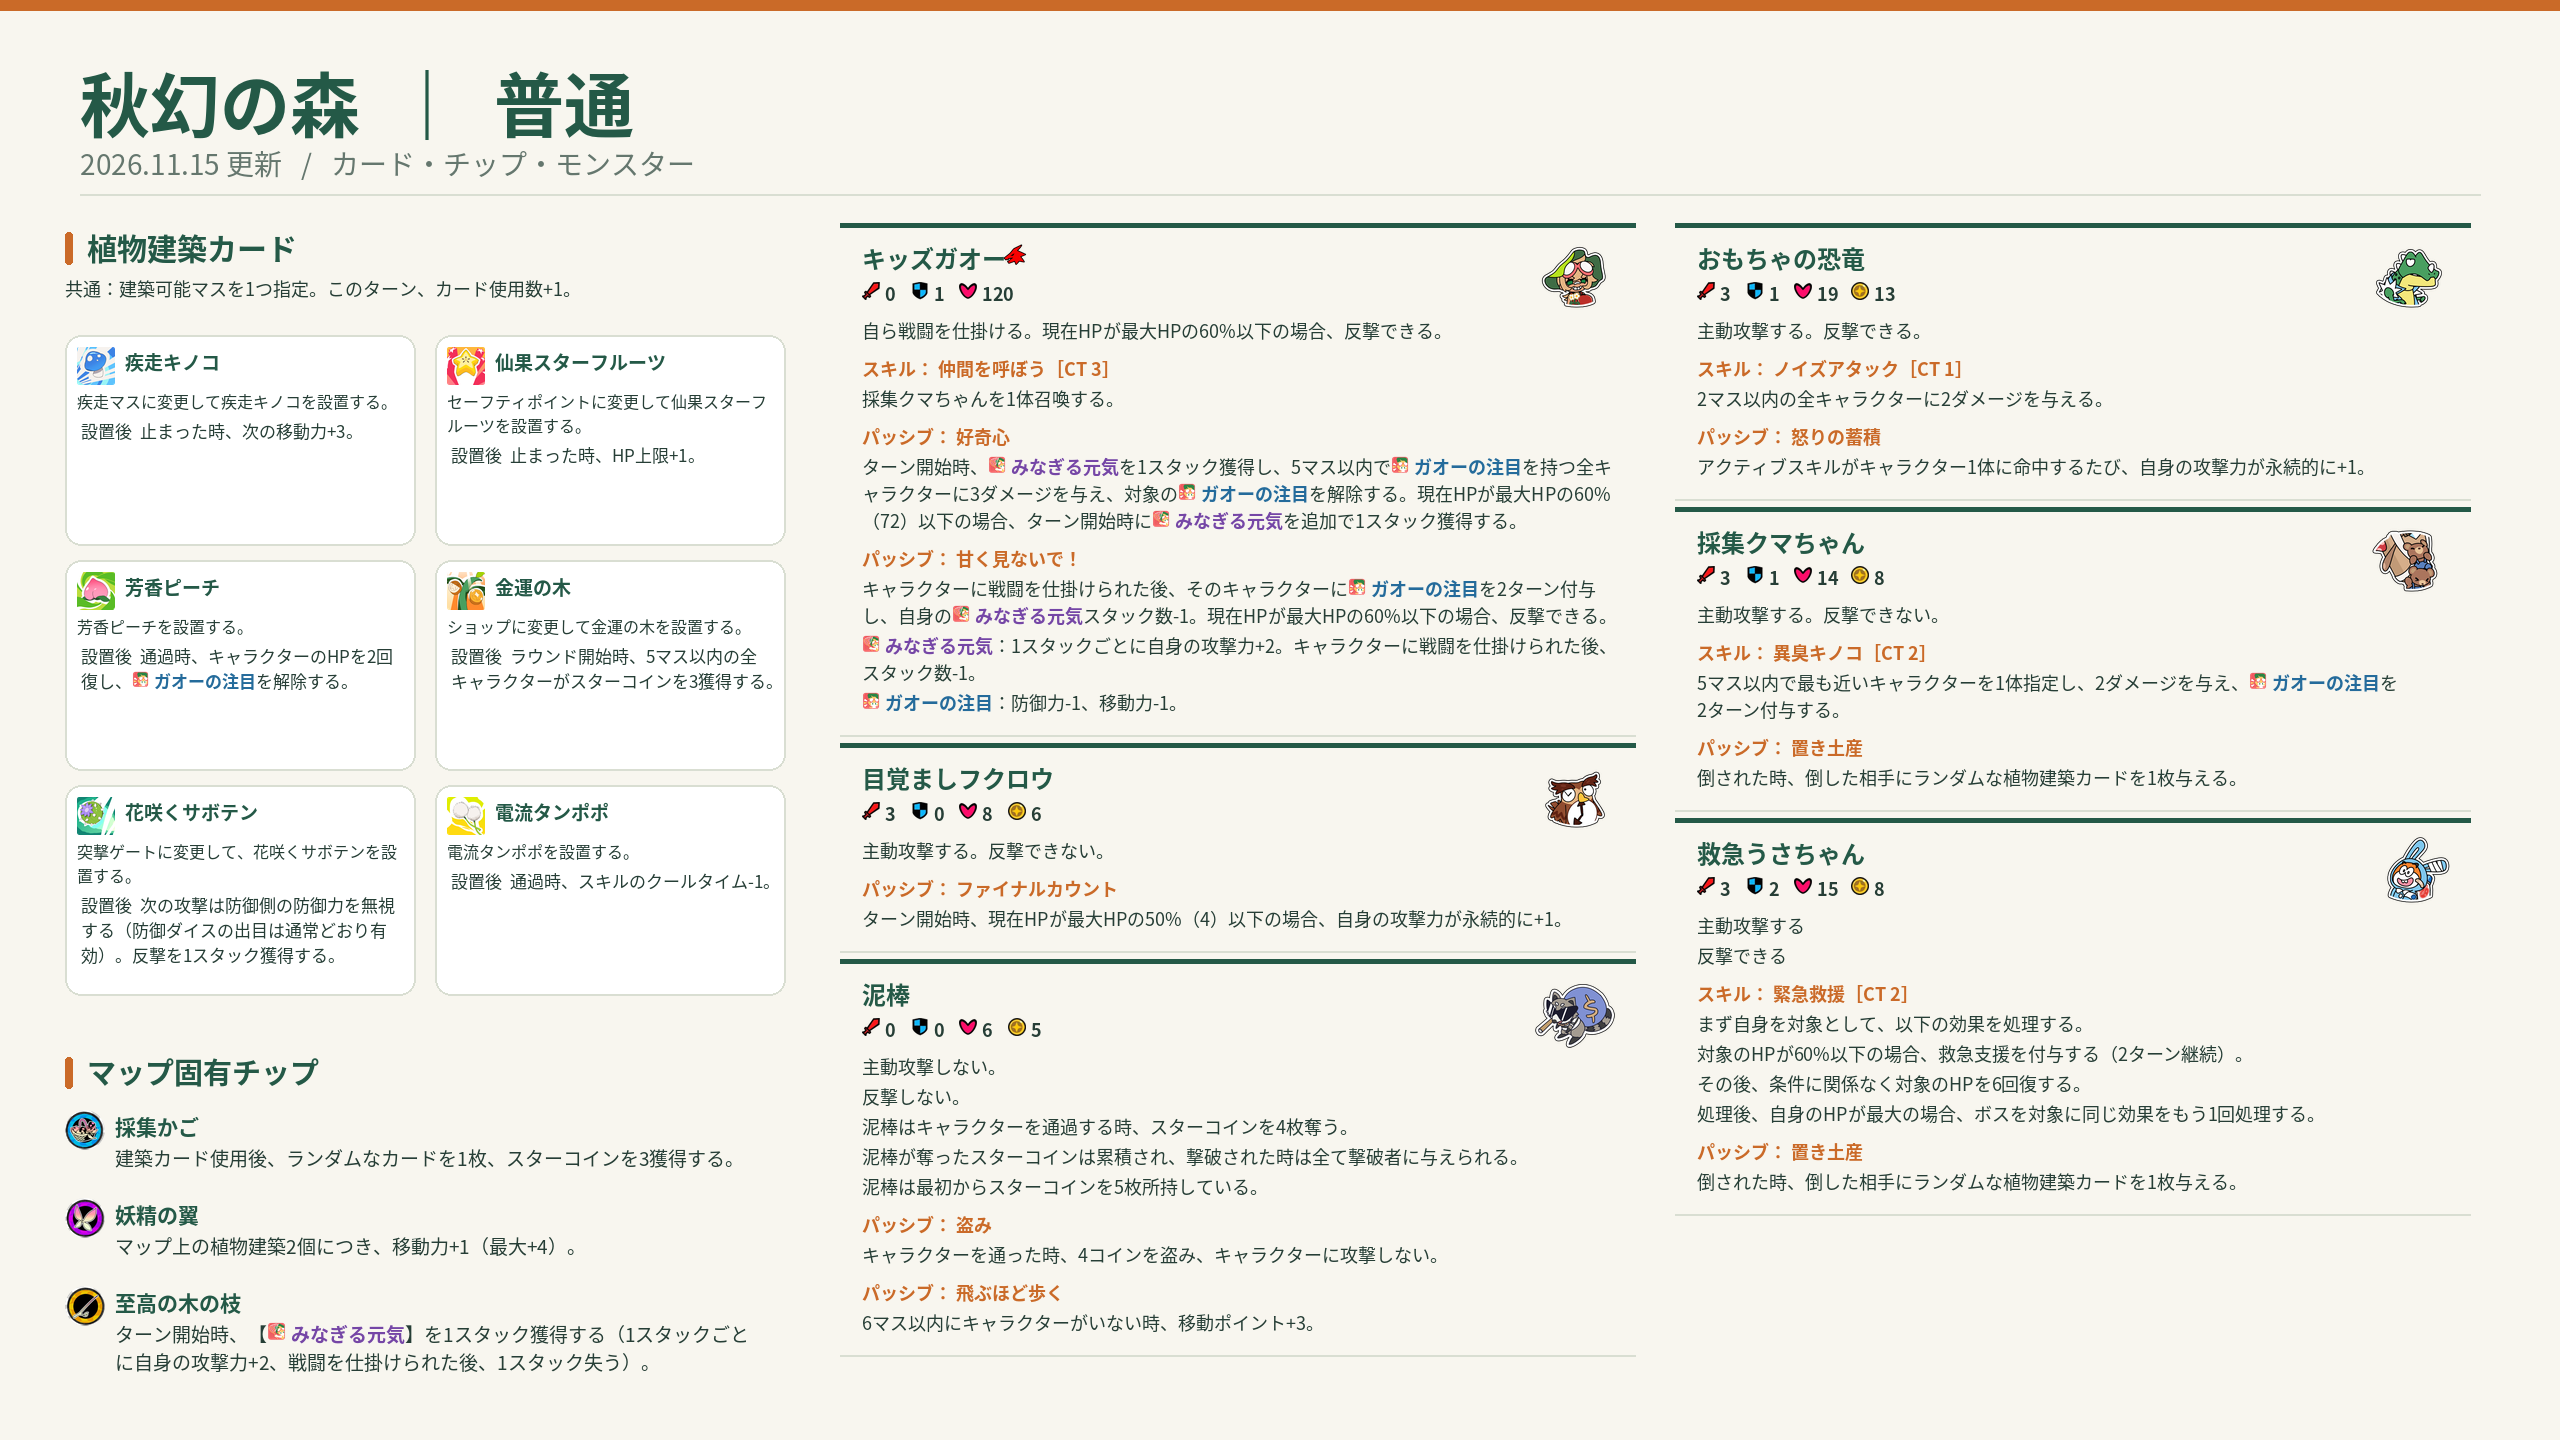 秋幻の森 ｜ 普通
2026.11.15 更新 / カード・チップ・モンスター
植物建築カード
共通：建築可能マスを1つ指定。このターン、カード使用数+1。
疾走キノコ
疾走マスに変更して疾走キノコを設置する。
設置後 止まった時、次の移動力+3。
仙果スターフルーツ
セーフティポイントに変更して仙果スターフ
ルーツを設置する。
設置後 止まった時、HP上限+1。
芳香ピーチ
芳香ピーチを設置する。
設置後 通過時、キャラクターのHPを2回
復し、ガオーの注目を解除する。
金運の木
ショップに変更して金運の木を設置する。
設置後 ラウンド開始時、5マス以内の全
キャラクターがスターコインを3獲得する。
花咲くサボテン
突撃ゲートに変更して、花咲くサボテンを設
置する。
設置後 次の攻撃は防御側の防御力を無視
する（防御ダイスの出目は通常どおり有
効）。反撃を1スタック獲得する。
電流タンポポ
電流タンポポを設置する。
設置後 通過時、スキルのクールタイム-1。
マップ固有チップ
採集かご
建築カード使用後、ランダムなカードを1枚、スターコインを3獲得する。
妖精の翼
マップ上の植物建築2個につき、移動力+1（最大+4）。
至高の木の枝
ターン開始時、【みなぎる元気】を1スタック獲得する（1スタックごと
に自身の攻撃力+2、戦闘を仕掛けられた後、1スタック失う）。
キッズガオー
0 1 120
自ら戦闘を仕掛ける。現在HPが最大HPの60%以下の場合、反撃できる。
スキル： 仲間を呼ぼう［CT 3］
採集クマちゃんを1体召喚する。
パッシブ： 好奇心
ターン開始時、みなぎる元気を1スタック獲得し、5マス以内でガオーの注目を持つ全キ
ャラクターに3ダメージを与え、対象のガオーの注目を解除する。現在HPが最大HPの60%
（72）以下の場合、ターン開始時にみなぎる元気を追加で1スタック獲得する。
パッシブ： 甘く見ないで！
キャラクターに戦闘を仕掛けられた後、そのキャラクターにガオーの注目を2ターン付与
し、自身のみなぎる元気スタック数-1。現在HPが最大HPの60%以下の場合、反撃できる。
みなぎる元気：1スタックごとに自身の攻撃力+2。キャラクターに戦闘を仕掛けられた後、
スタック数-1。
ガオーの注目：防御力-1、移動力-1。
目覚ましフクロウ
3 0 8 6
主動攻撃する。反撃できない。
パッシブ： ファイナルカウント
ターン開始時、現在HPが最大HPの50%（4）以下の場合、自身の攻撃力が永続的に+1。
泥棒
0 0 6 5
主動攻撃しない。
反撃しない。
泥棒はキャラクターを通過する時、スターコインを4枚奪う。
泥棒が奪ったスターコインは累積され、撃破された時は全て撃破者に与えられる。
泥棒は最初からスターコインを5枚所持している。
パッシブ： 盗み
キャラクターを通った時、4コインを盗み、キャラクターに攻撃しない。
パッシブ： 飛ぶほど歩く
6マス以内にキャラクターがいない時、移動ポイント+3。
おもちゃの恐竜
3 1 19 13
主動攻撃する。反撃できる。
スキル： ノイズアタック［CT 1］
2マス以内の全キャラクターに2ダメージを与える。
パッシブ： 怒りの蓄積
アクティブスキルがキャラクター1体に命中するたび、自身の攻撃力が永続的に+1。
採集クマちゃん
3 1 14 8
主動攻撃する。反撃できない。
スキル： 異臭キノコ［CT 2］
5マス以内で最も近いキャラクターを1体指定し、2ダメージを与え、ガオーの注目を
2ターン付与する。
パッシブ： 置き土産
倒された時、倒した相手にランダムな植物建築カードを1枚与える。
救急うさちゃん
3 2 15 8
主動攻撃する
反撃できる
スキル： 緊急救援［CT 2］
まず自身を対象として、以下の効果を処理する。
対象のHPが60%以下の場合、救急支援を付与する（2ターン継続）。
その後、条件に関係なく対象のHPを6回復する。
処理後、自身のHPが最大の場合、ボスを対象に同じ効果をもう1回処理する。
パッシブ： 置き土産
倒された時、倒した相手にランダムな植物建築カードを1枚与える。